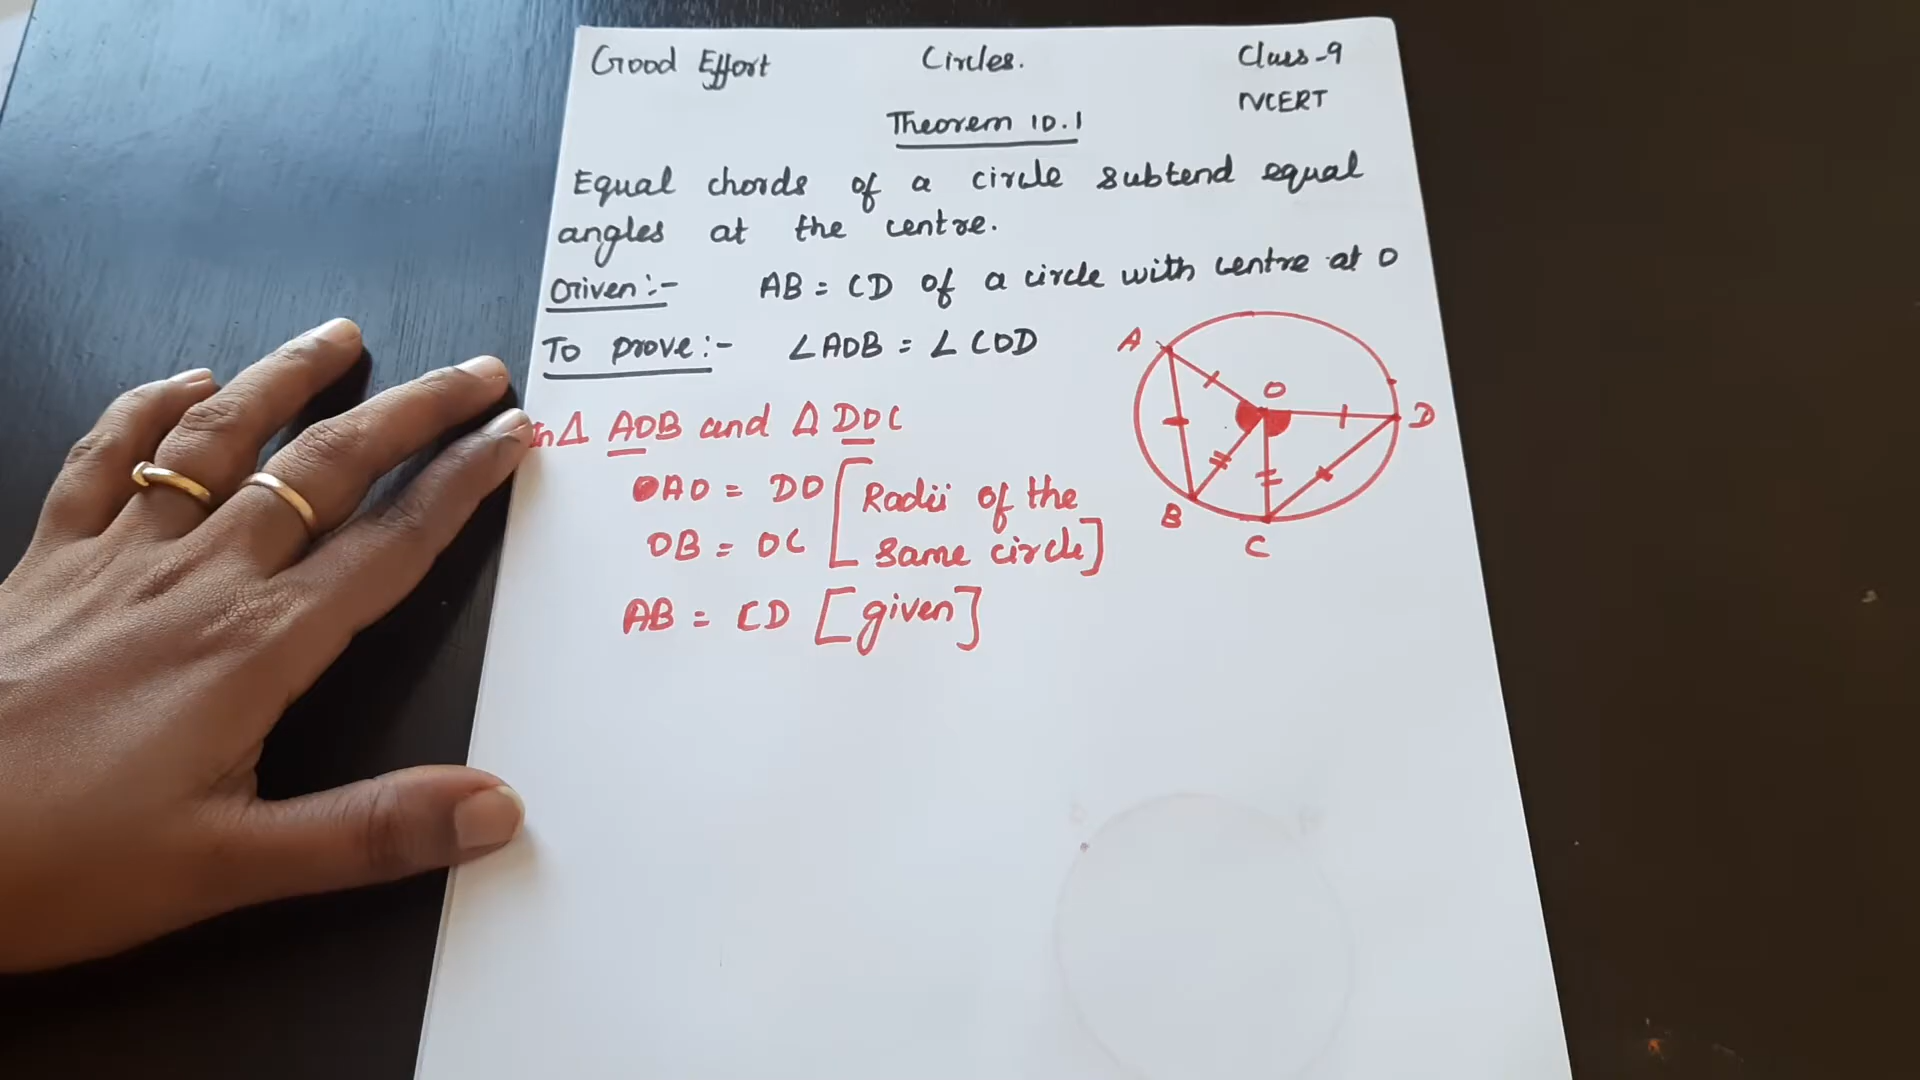 Good Effort Circles. Class-9
NCERT
Theorem 10.1
Equal chords of a circle subtend equal
angles at the centre.
Given:- AB = CD of a circle with centre at O
To prove:- ∠AOB = ∠COD
In Δ AOB and Δ DOC
AO = DO [Radii of the
OB = OC same circle]
AB = CD [given]
A
O
D
B
C